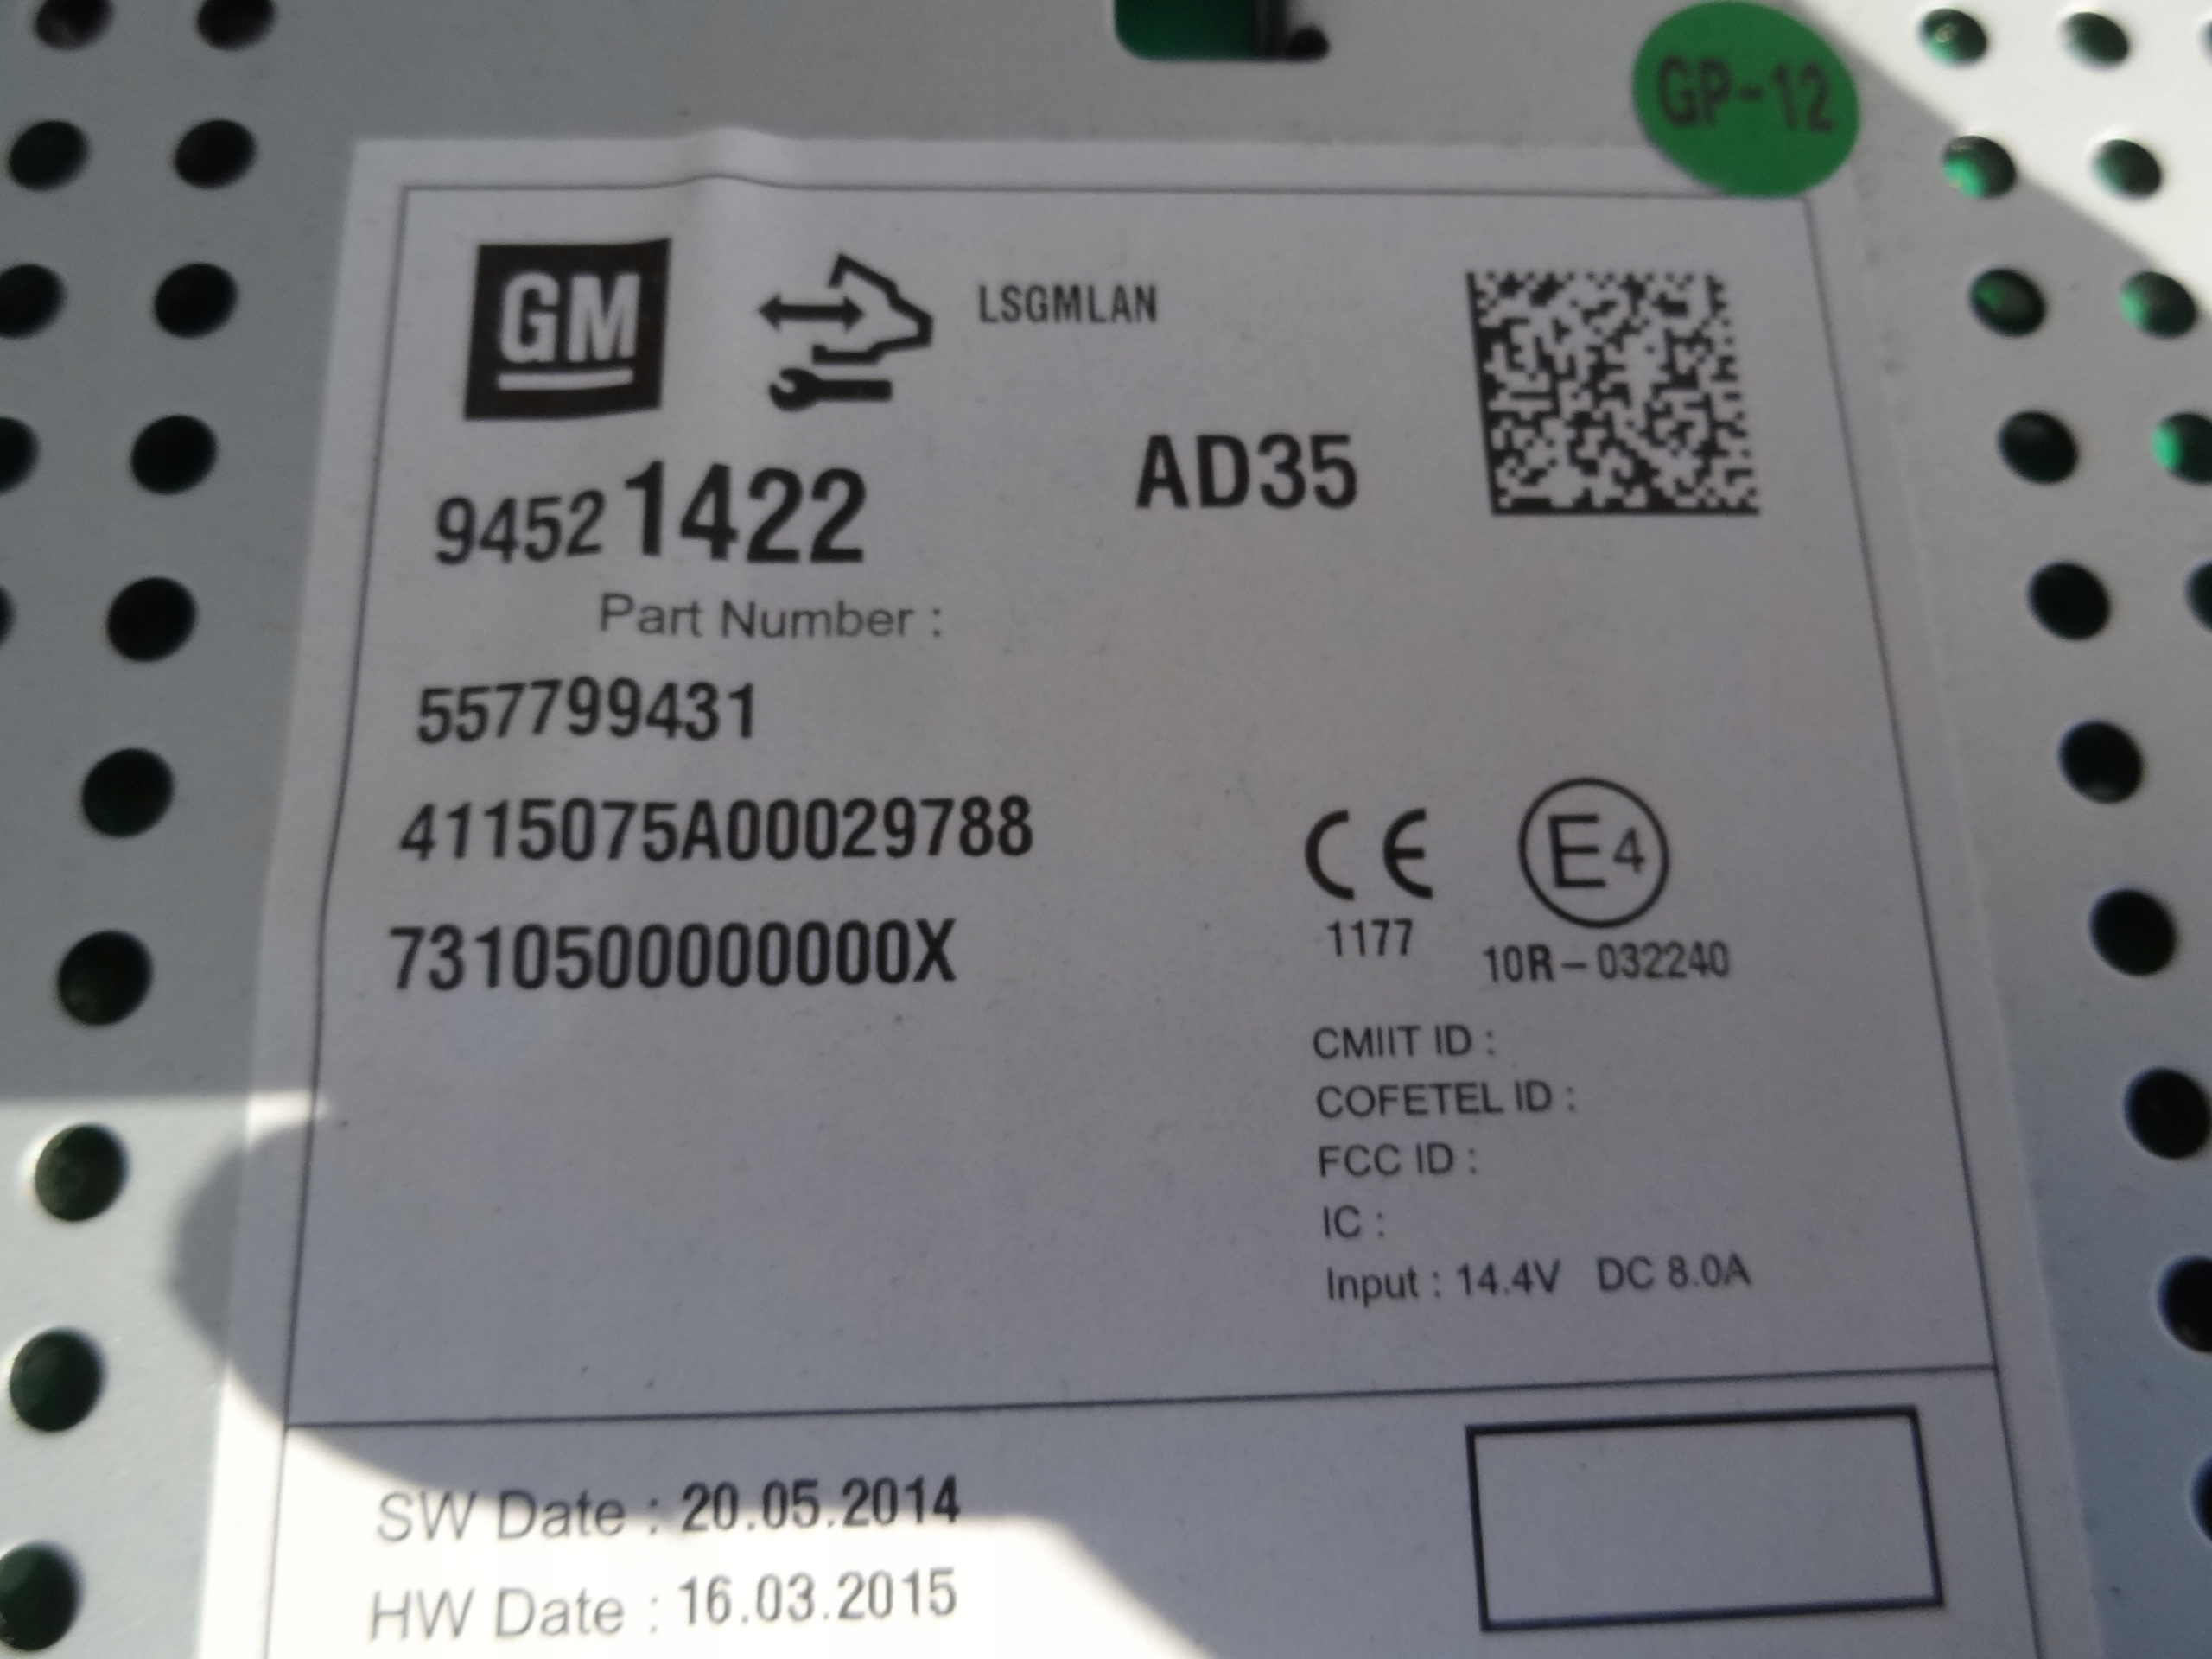 GP-12
GM
LSGMLAN
AD35
94521422
Part Number :
557799431
4115075A00029788
7310500000000X
CE
1177
E4
10R-032240
CMIIT ID :
COFETEL ID :
FCC ID :
IC :
Input : 14.4V DC 8.0A
SW Date : 20.05.2014
HW Date : 16.03.2015